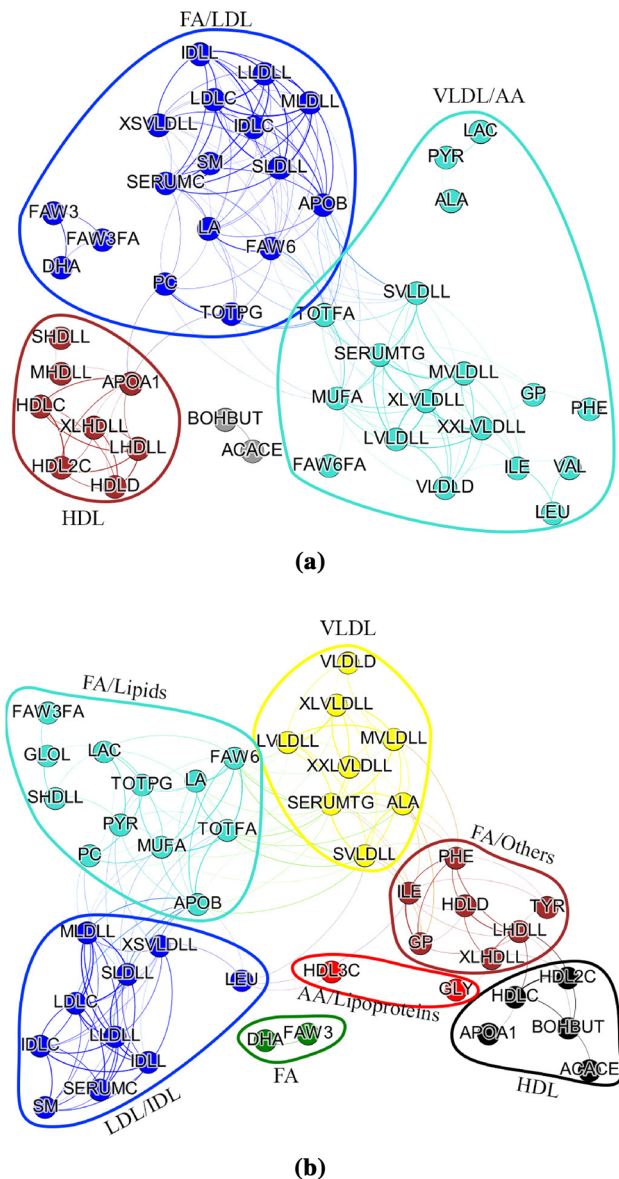 FA/LDL
IDLL
LLDLL
LDLC
MLDLL
XSVLDLL
IDLC
SM
SLDLL
SERUMC
APOB
FAW3
LA
FAW3FA
FAW6
DHA
PC
TOTPG
VLDL/AA
LAC
PYR
ALA
SVLDLL
TOTFA
SERUMTG
MVLDLL
MUFA
XLVLDLL
GP
PHE
LVLDLL
XXLVLDLL
FAW6FA
ILE
VAL
VLDLD
LEU
SHDLL
MHDLL
APOA1
HDLC
XLHDLL
LHDLL
HDL2C
HDLD
HDL
BOHBUT
ACACE
(a)
VLDL
VLDLD
XLVLDLL
LVLDLL
MVLDLL
XXLVLDLL
SERUMTG
ALA
SVLDLL
FA/Lipids
FAW3FA
GLOL
LAC
FAW6
SHDLL
TOTPG
LA
PYR
TOTFA
PC
MUFA
APOB
FA/Others
PHE
ILE
HDLD
TYR
GP
LHDLL
XLHDLL
MLDLL
XSVLDLL
SLDLL
LEU
LDLC
LLDLL
IDLC
IDLL
SERUMC
SM
LDL/IDL
HDL3C
GLY
AA/Lipoproteins
DHA
FAW3
FA
HDL2C
HDLC
APOA1
BOHBUT
ACACE
HDL
(b)